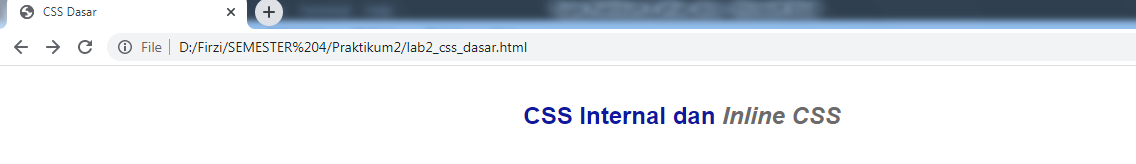 CSS Dasar
File D:/Firzi/SEMESTER%204/Praktikum2/lab2_css_dasar.html
CSS Internal dan Inline CSS